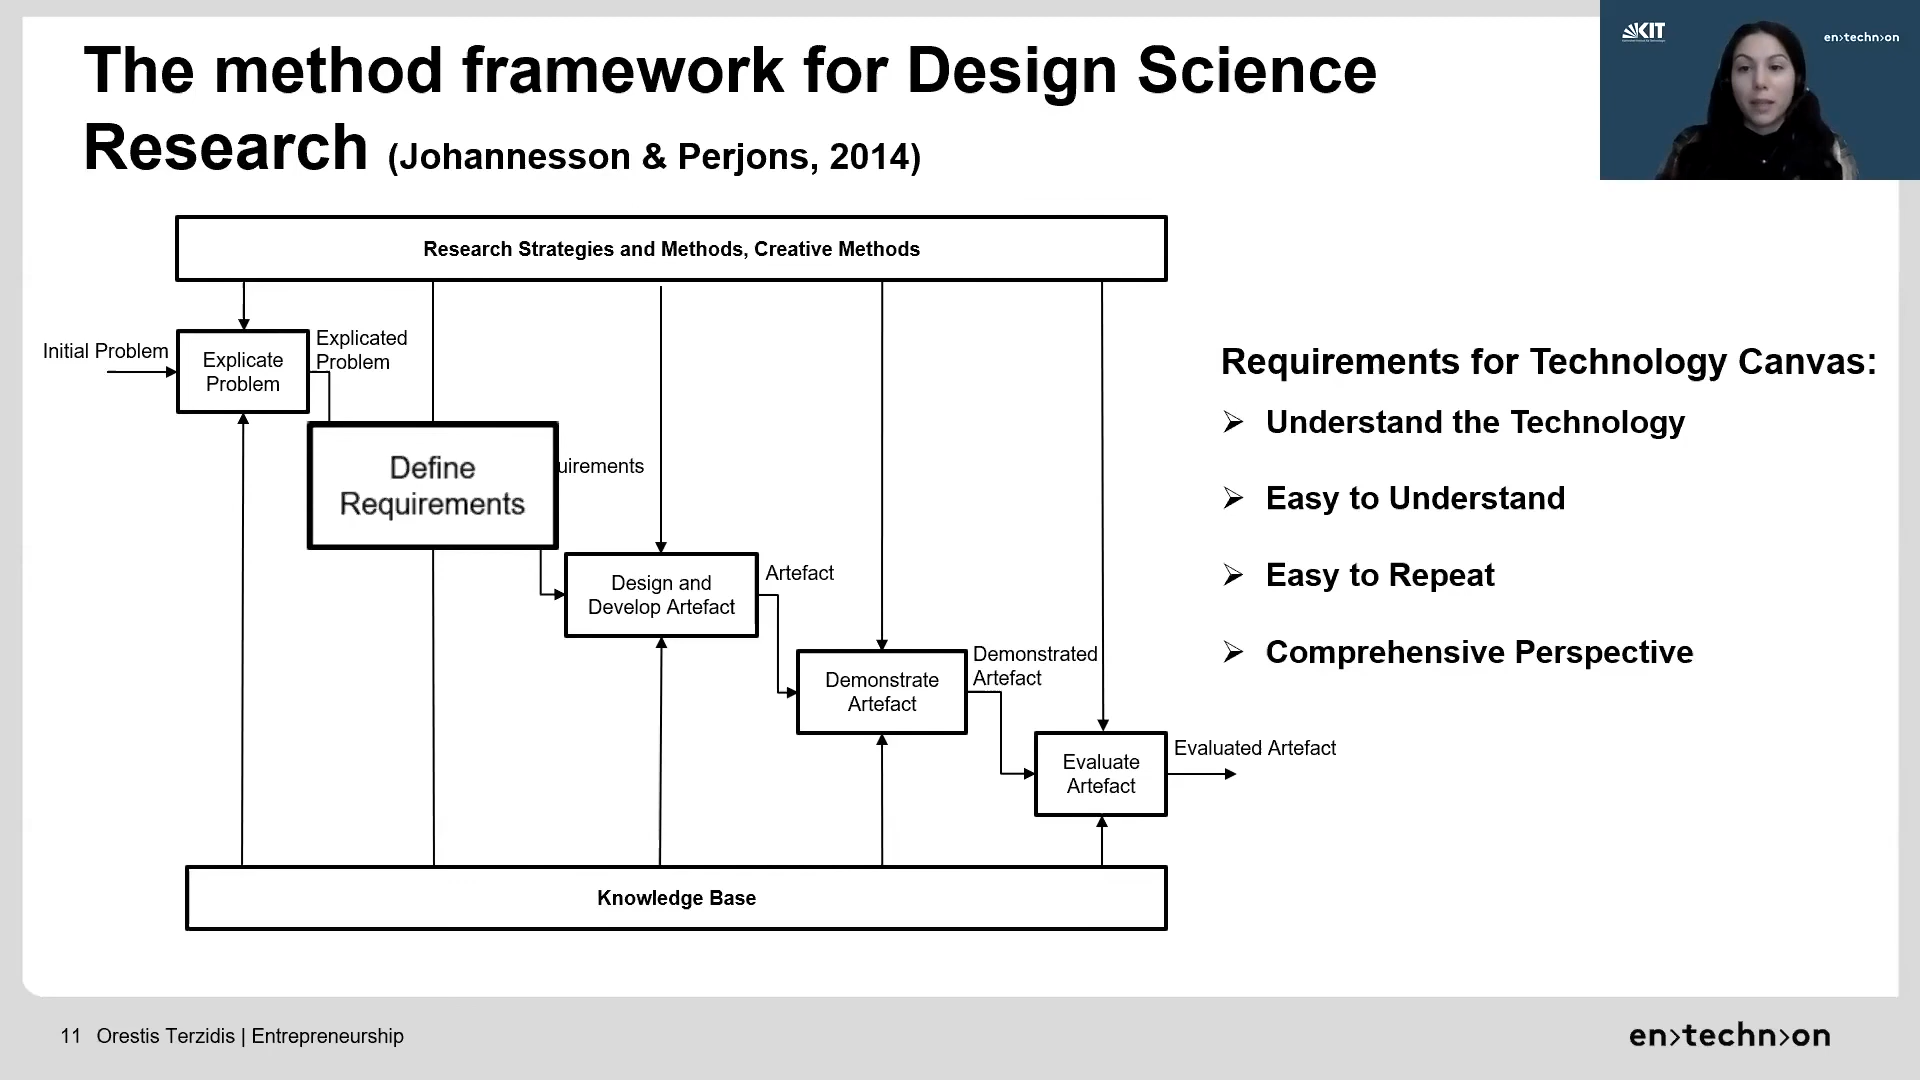 The method framework for Design Science
Research (Johannesson & Perjons, 2014)
KIT
en›techn›on
Research Strategies and Methods, Creative Methods
Initial Problem
Explicate
Problem
Explicated
Problem
Define
Requirements
uirements
Design and
Develop Artefact
Artefact
Demonstrate
Artefact
Demonstrated
Artefact
Evaluate
Artefact
Evaluated Artefact
Knowledge Base
Requirements for Technology Canvas:
➢ Understand the Technology
➢ Easy to Understand
➢ Easy to Repeat
➢ Comprehensive Perspective
11 Orestis Terzidis | Entrepreneurship
en›techn›on